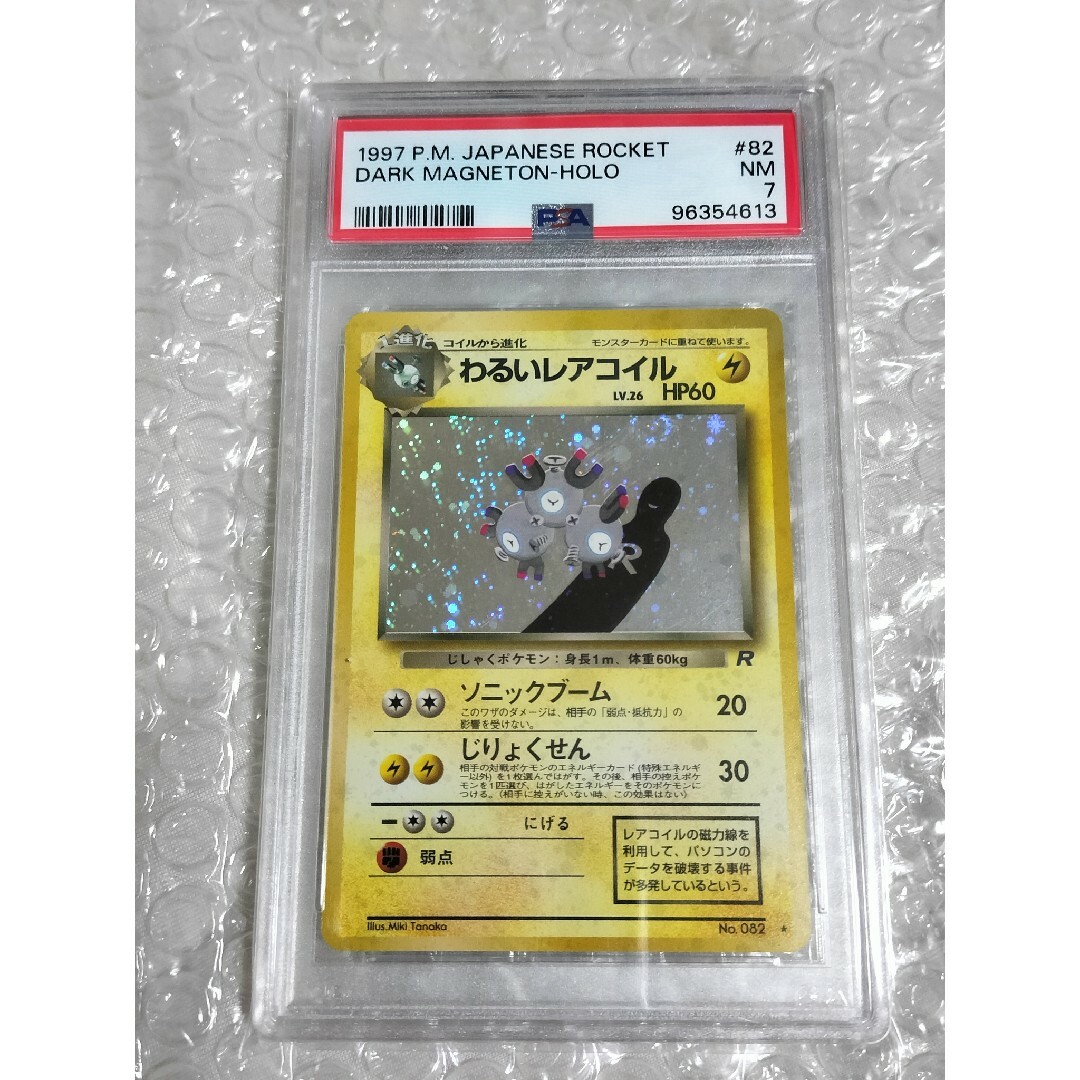 1997 P.M. JAPANESE ROCKET #82
DARK MAGNETON-HOLO NM
7
PSA 96354613
1進化 コイルから進化 モンスターカードに重ねて使います。
わるいレアコイル
LV.26 HP60
R
じしゃくポケモン：身長1m、体重60kg R
ソニックブーム 20
このワザのダメージは、相手の「弱点・抵抗力」の
影響を受けない。
じりょくせん 30
相手の対戦ポケモンのエネルギーカード(特殊エネルギ
ー以外)を1枚選んではがす。その後、相手の控えポケ
モンを1匹選び、はがしたエネルギーをそのポケモンに
つける。(相手に控えがいない時、この効果はない)
にげる
弱点
レアコイルの磁力線を
利用して、パソコンの
データを破壊する事件
が多発しているという。
Illus.Miki Tanaka No.082 ★